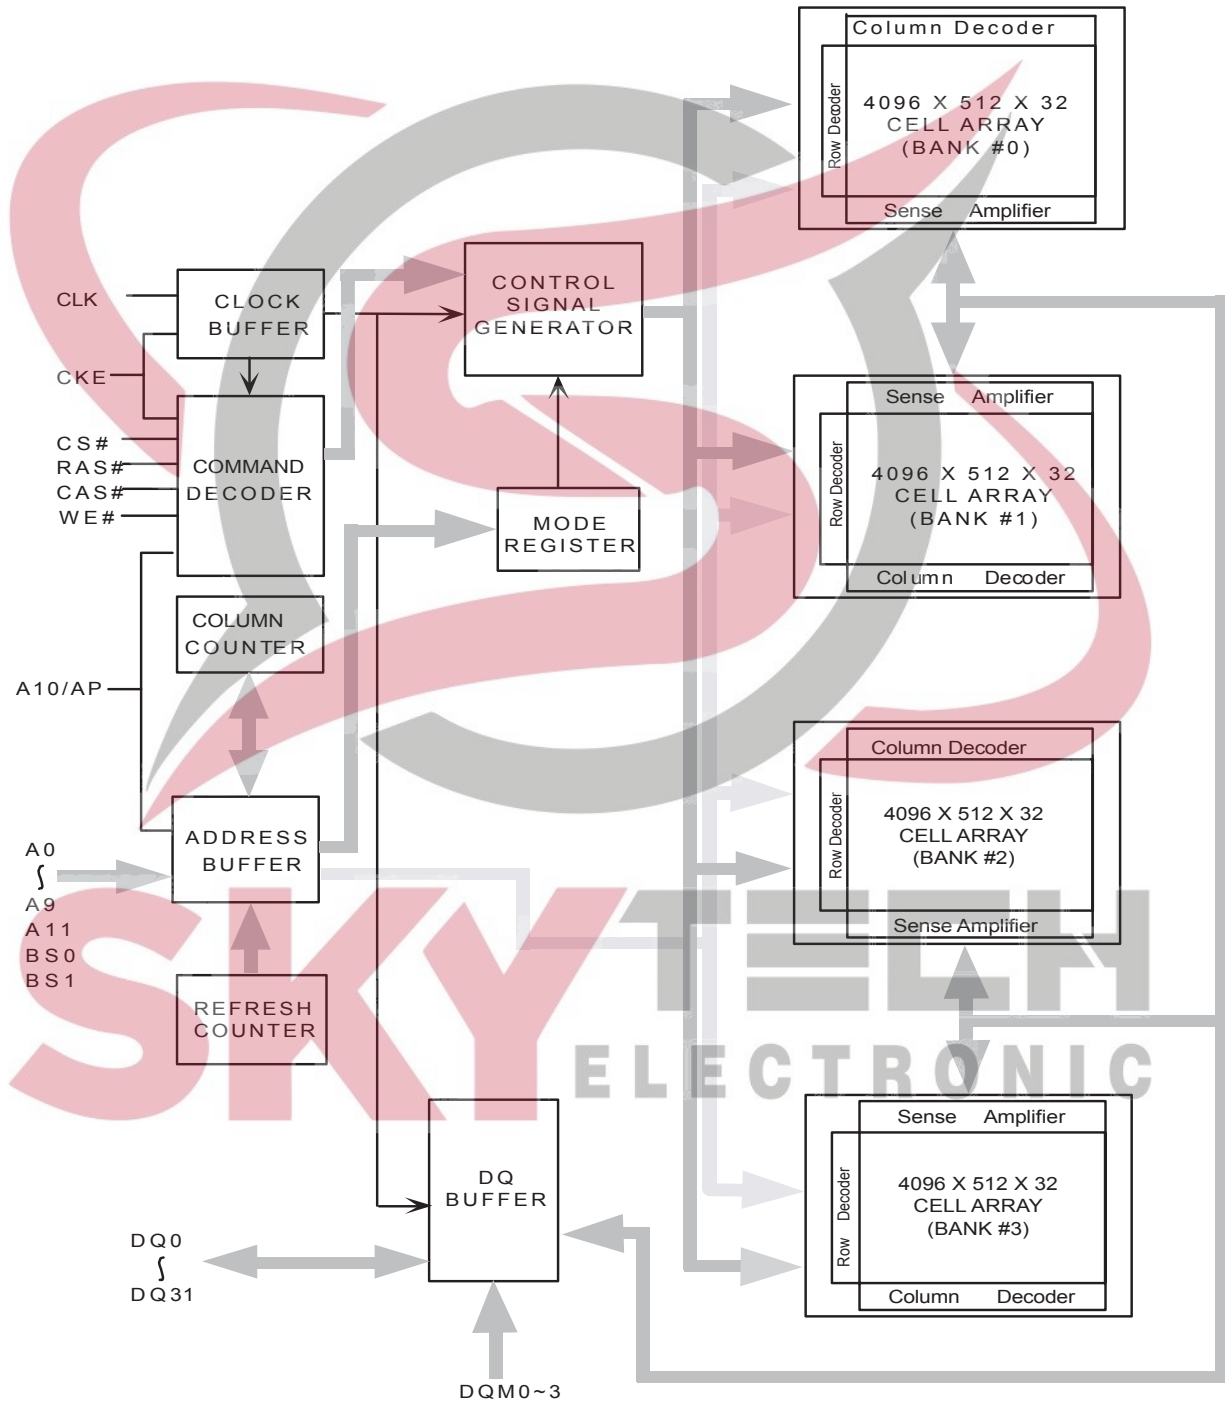 Column Decoder
Row Decoder
4096 X 512 X 32
CELL ARRAY
(BANK #0)
Sense Amplifier
CLK
CLOCK
BUFFER
CKE
CONTROL
SIGNAL
GENERATOR
CS#
RAS#
CAS#
WE#
COMMAND
DECODER
MODE
REGISTER
Sense Amplifier
Row Decoder
4096 X 512 X 32
CELL ARRAY
(BANK #1)
Column Decoder
COLUMN
COUNTER
A10/AP
Column Decoder
Row Decoder
4096 X 512 X 32
CELL ARRAY
(BANK #2)
Sense Amplifier
A0
A9
A11
BS0
BS1
ADDRESS
BUFFER
REFRESH
COUNTER
SKYTECH
ELECTRONIC
Sense Amplifier
Row Decoder
4096 X 512 X 32
CELL ARRAY
(BANK #3)
Column Decoder
DQ
BUFFER
DQ0
DQ31
DQM0~3